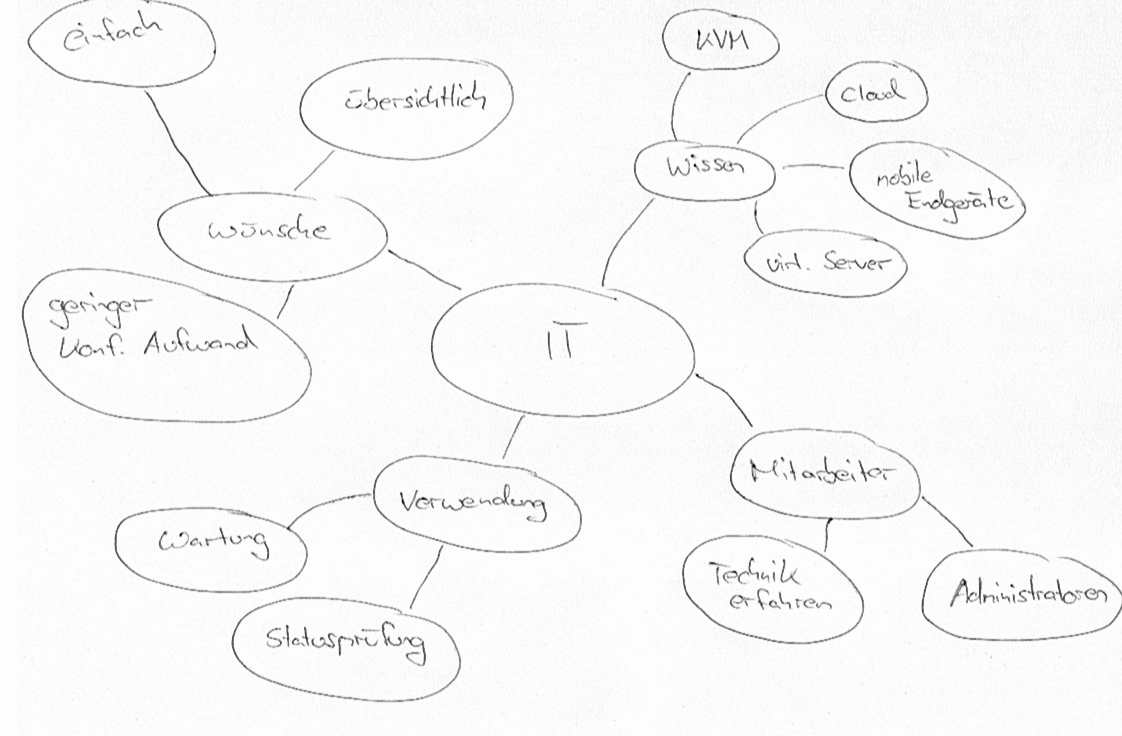 einfach
übersichtlich
Wünsche
geringer
Konf. Aufwand
KVM
Cloud
Wissen
mobile
Endgeräte
virt. Server
IT
Verwendung
Wartung
Statusprüfung
Mitarbeiter
Technik
erfahren
Administratoren